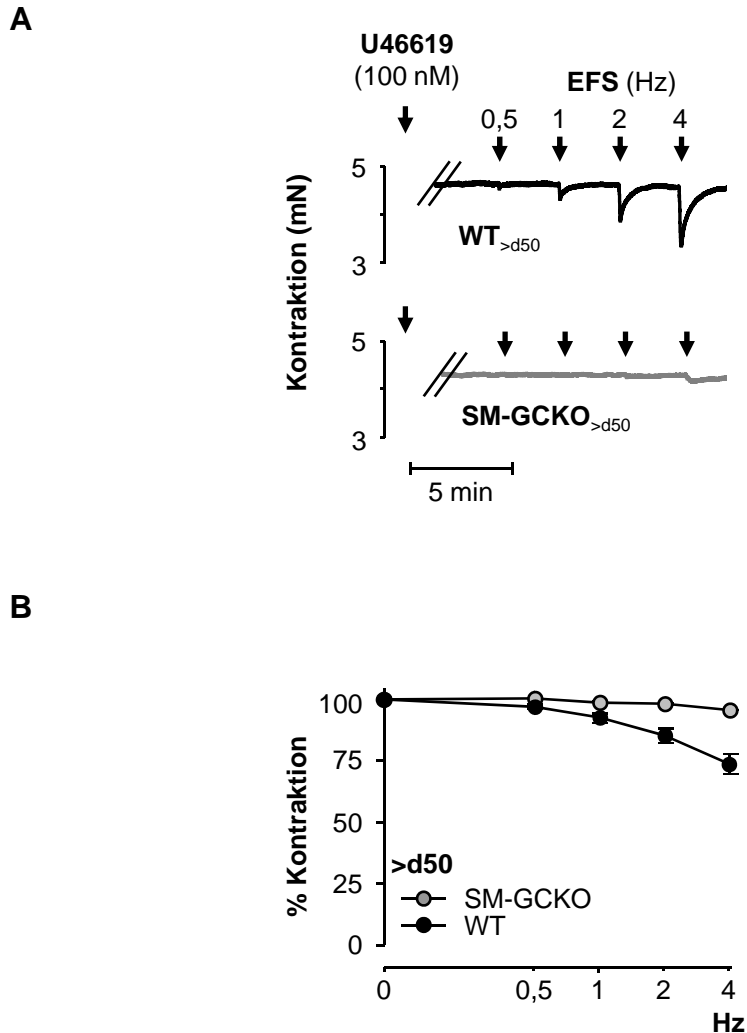 A
U46619
(100 nM)
EFS (Hz)
0,5 1 2 4
Kontraktion (mN)
5
3
WT>d50
5
3
SM-GCKO>d50
5 min
B
% Kontraktion
100
75
50
25
0
>d50
SM-GCKO
WT
0 0,5 1 2 4
Hz